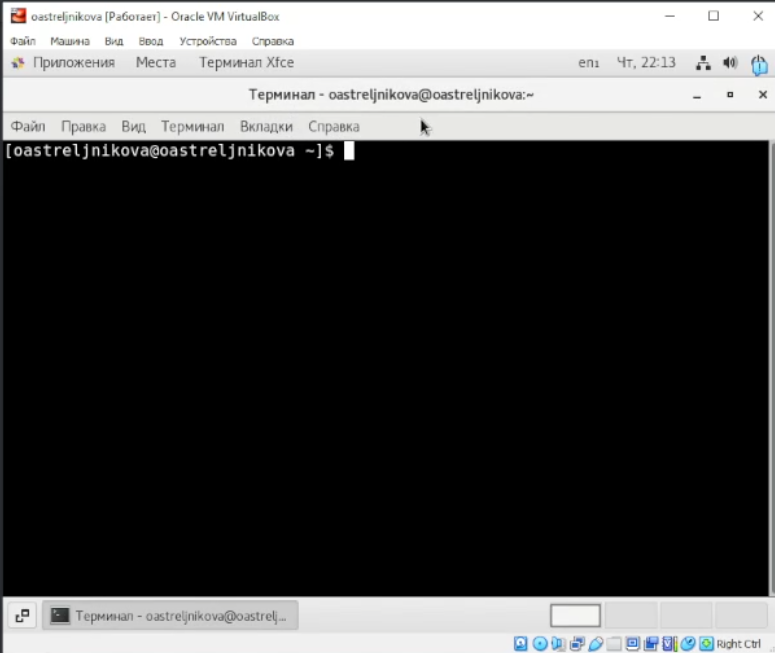 oastreljnikova [Работает] - Oracle VM VirtualBox
Файл Машина Вид Ввод Устройства Справка
Приложения Места Терминал Xfce en₁ Чт, 22:13
Терминал - oastreljnikova@oastreljnikova:~
Файл Правка Вид Терминал Вкладки Справка
[oastreljnikova@oastreljnikova ~]$
Терминал - oastreljnikova@oastrelj...
Right Ctrl